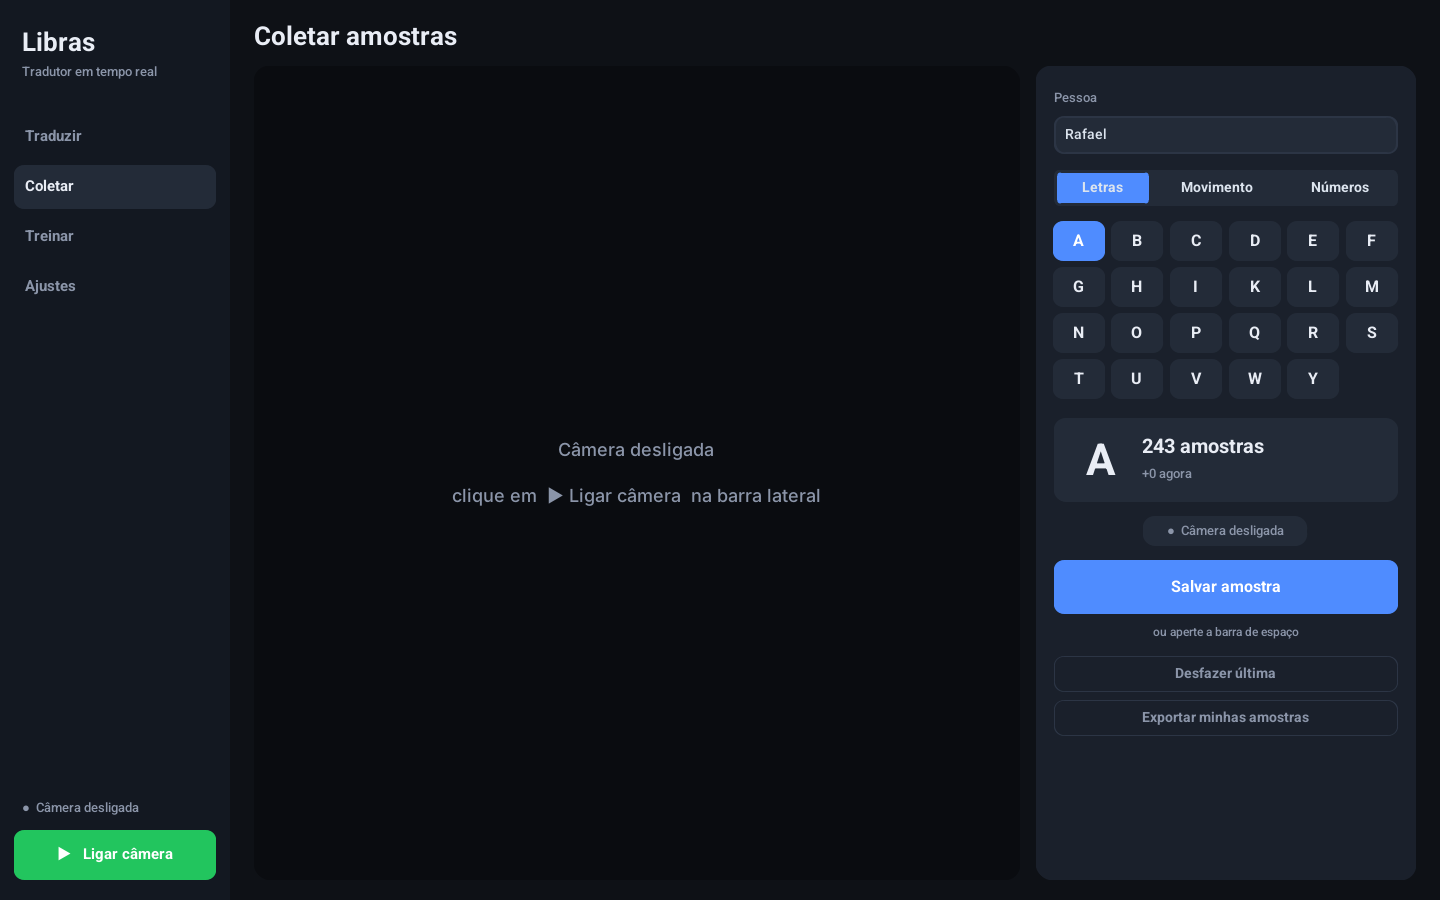 Libras
Tradutor em tempo real
Traduzir
Coletar
Treinar
Ajustes
● Câmera desligada
▶ Ligar câmera
Coletar amostras
Câmera desligada
clique em ▶ Ligar câmera na barra lateral
Pessoa
Rafael
Letras Movimento Números
A B C D E F
G H I K L M
N O P Q R S
T U V W Y
A
243 amostras
+0 agora
● Câmera desligada
Salvar amostra
ou aperte a barra de espaço
Desfazer última
Exportar minhas amostras